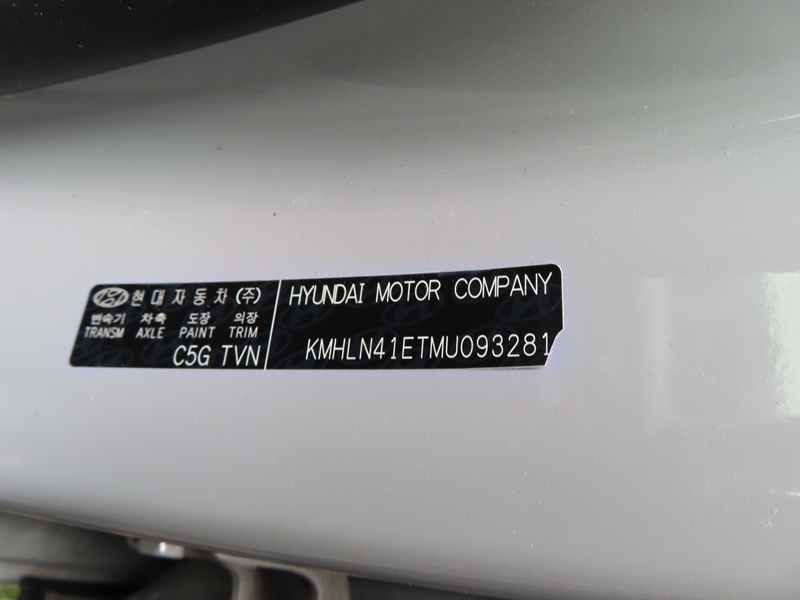 현대자동차(주)
변속기 차축 도장 의장
TRANSM AXLE PAINT TRIM
C5G TVN
HYUNDAI MOTOR COMPANY
KMHLN41ETMU093281